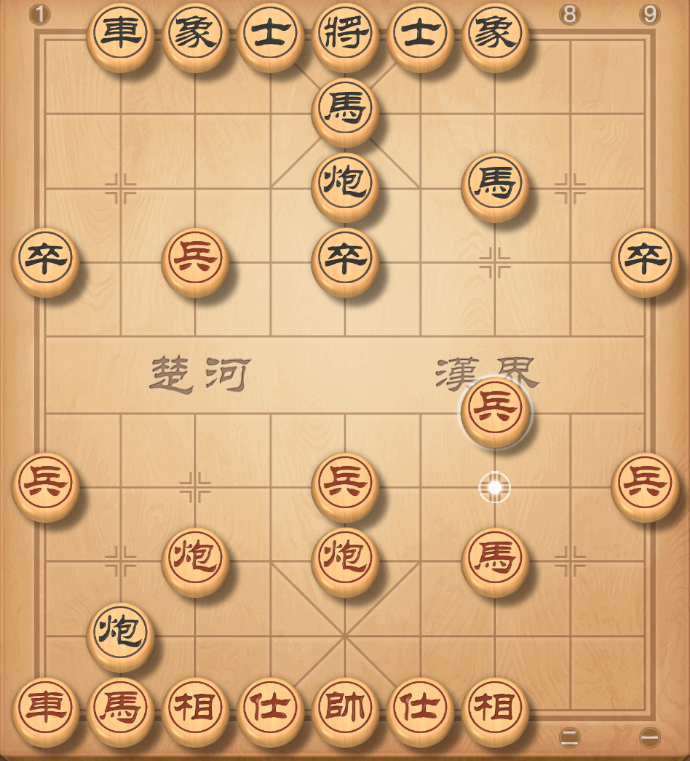 1 8 9
車 象 士 將 士 象
馬
炮 馬
卒 兵 卒 卒
楚河 漢界
兵
兵 兵 兵
炮 炮 馬
炮
車 馬 相 仕 帥 仕 相
二 一